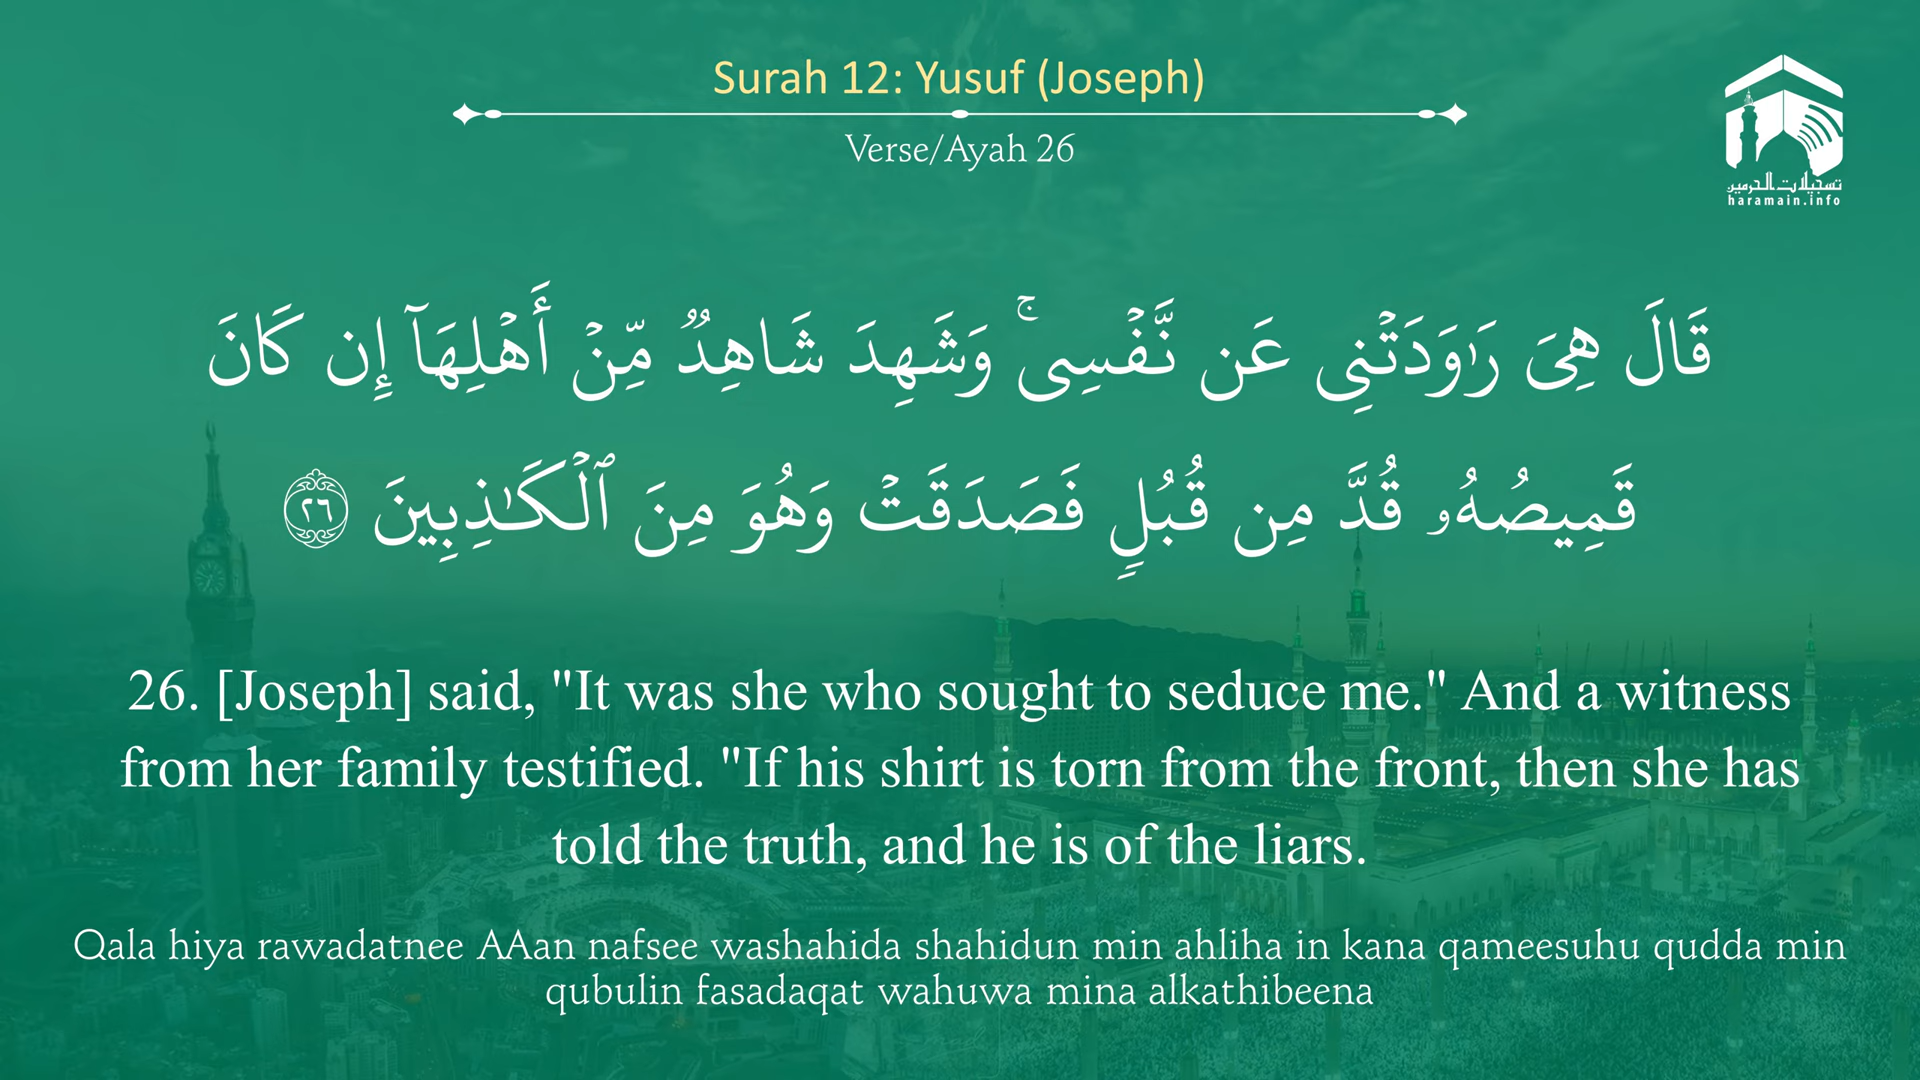 Surah 12: Yusuf (Joseph)
Verse/Ayah 26
تسجيلات الحرمين
haramain.info
قَالَ هِىَ رَٰوَدَتْنِى عَن نَّفْسِى ۚ وَشَهِدَ شَاهِدٌ مِّنْ أَهْلِهَآ إِن كَانَ
قَمِيصُهُۥ قُدَّ مِن قُبُلٍ فَصَدَقَتْ وَهُوَ مِنَ ٱلْكَـٰذِبِينَ ٢٦
26. [Joseph] said, "It was she who sought to seduce me." And a witness
from her family testified. "If his shirt is torn from the front, then she has
told the truth, and he is of the liars.
Qala hiya rawadatnee AAan nafsee washahida shahidun min ahliha in kana qameesuhu qudda min
qubulin fasadaqat wahuwa mina alkathibeena